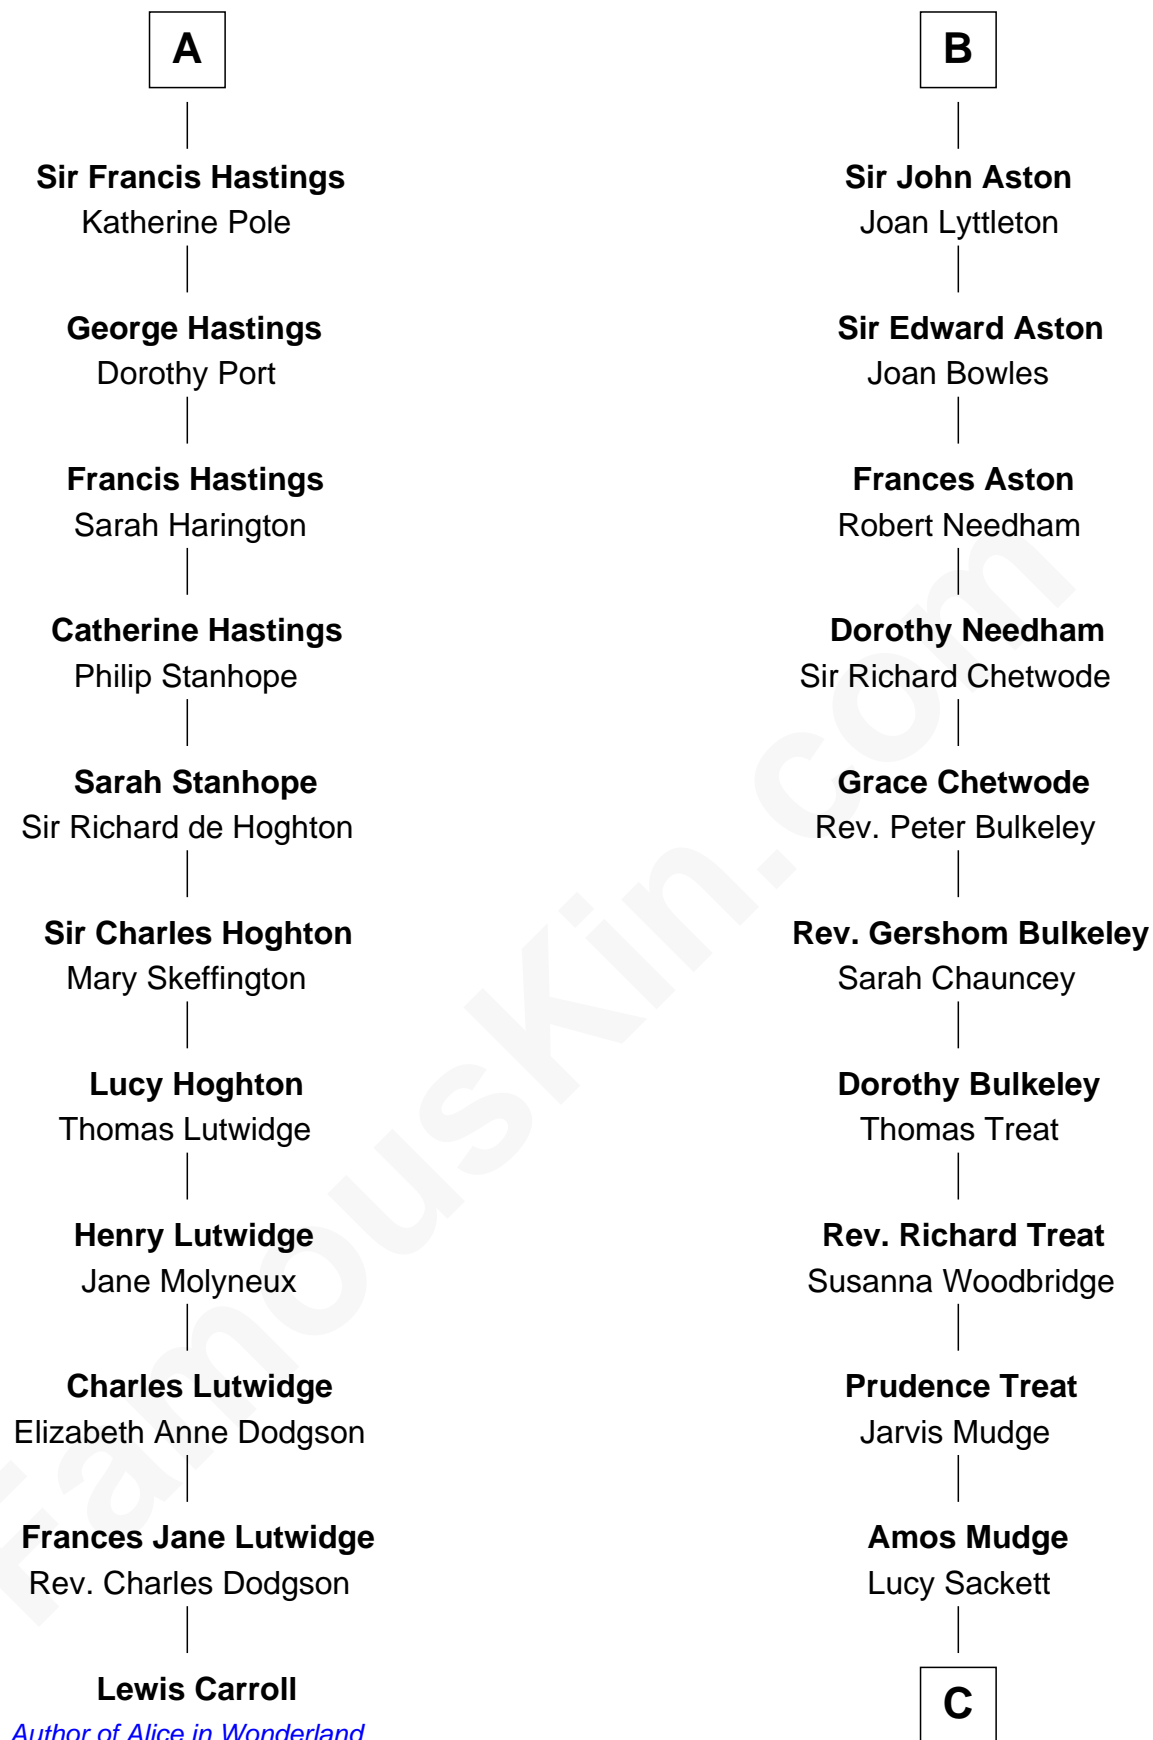 A
Sir Francis Hastings
Katherine Pole
George Hastings
Dorothy Port
Francis Hastings
Sarah Harington
Catherine Hastings
Philip Stanhope
Sarah Stanhope
Sir Richard de Hoghton
Sir Charles Hoghton
Mary Skeffington
Lucy Hoghton
Thomas Lutwidge
Henry Lutwidge
Jane Molyneux
Charles Lutwidge
Elizabeth Anne Dodgson
Frances Jane Lutwidge
Rev. Charles Dodgson
Lewis Carroll
Author of Alice in Wonderland
B
Sir John Aston
Joan Lyttleton
Sir Edward Aston
Joan Bowles
Frances Aston
Robert Needham
Dorothy Needham
Sir Richard Chetwode
Grace Chetwode
Rev. Peter Bulkeley
Rev. Gershom Bulkeley
Sarah Chauncey
Dorothy Bulkeley
Thomas Treat
Rev. Richard Treat
Susanna Woodbridge
Prudence Treat
Jarvis Mudge
Amos Mudge
Lucy Sackett
C
FamousKin.com